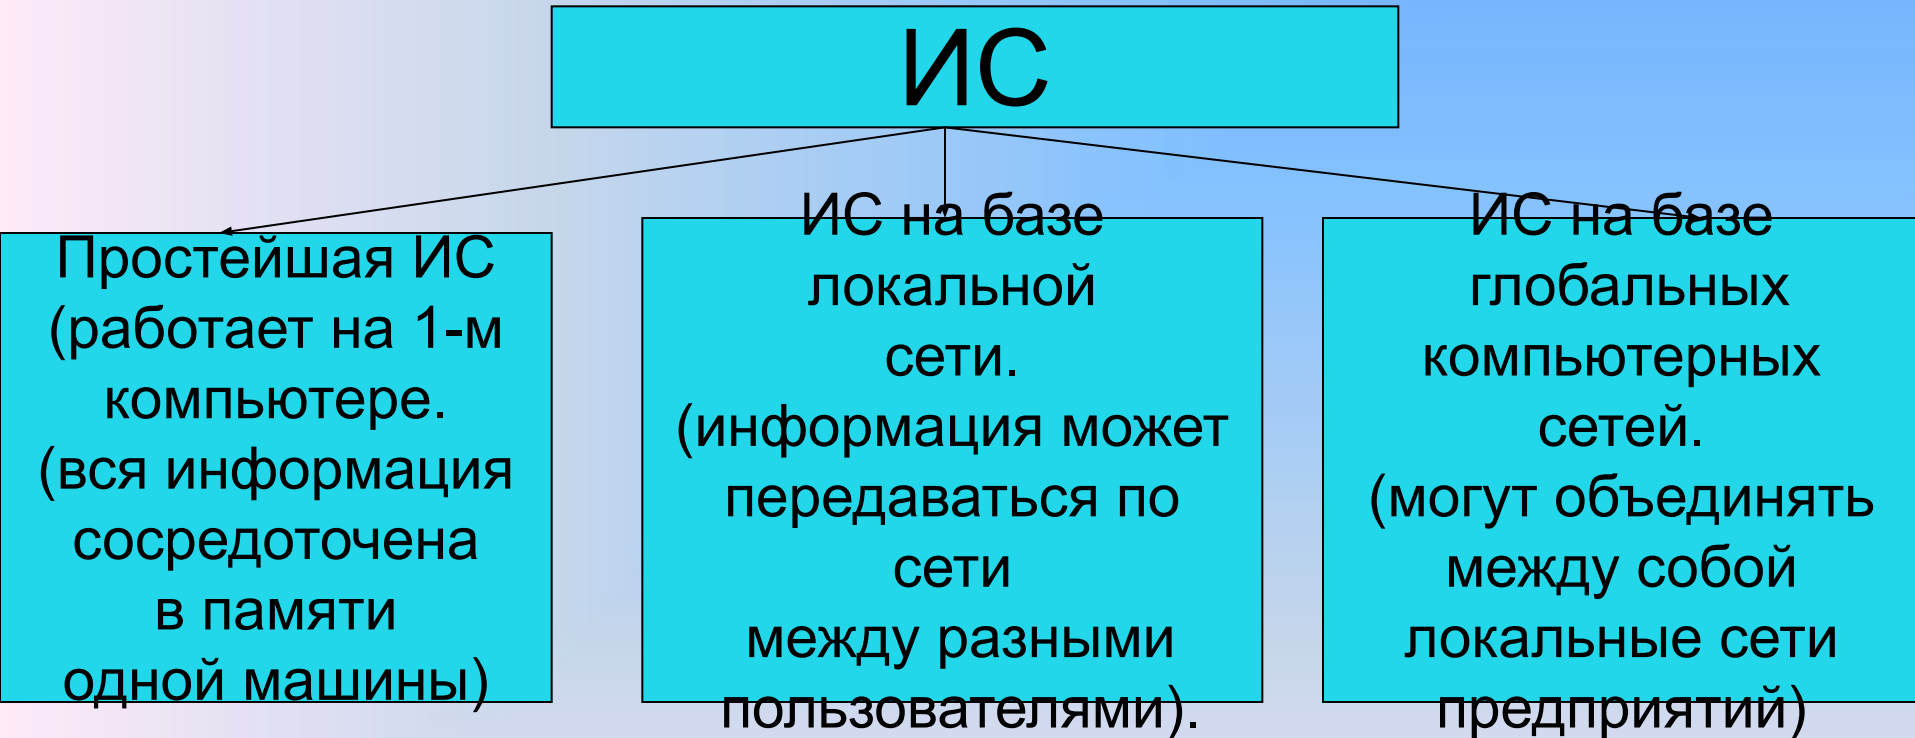 ИС
Простейшая ИС
(работает на 1-м
компьютере.
(вся информация
сосредоточена
в памяти
одной машины)
ИС на базе
локальной
сети.
(информация может
передаваться по
сети
между разными
пользователями).
ИС на базе
глобальных
компьютерных
сетей.
(могут объединять
между собой
локальные сети
предприятий)